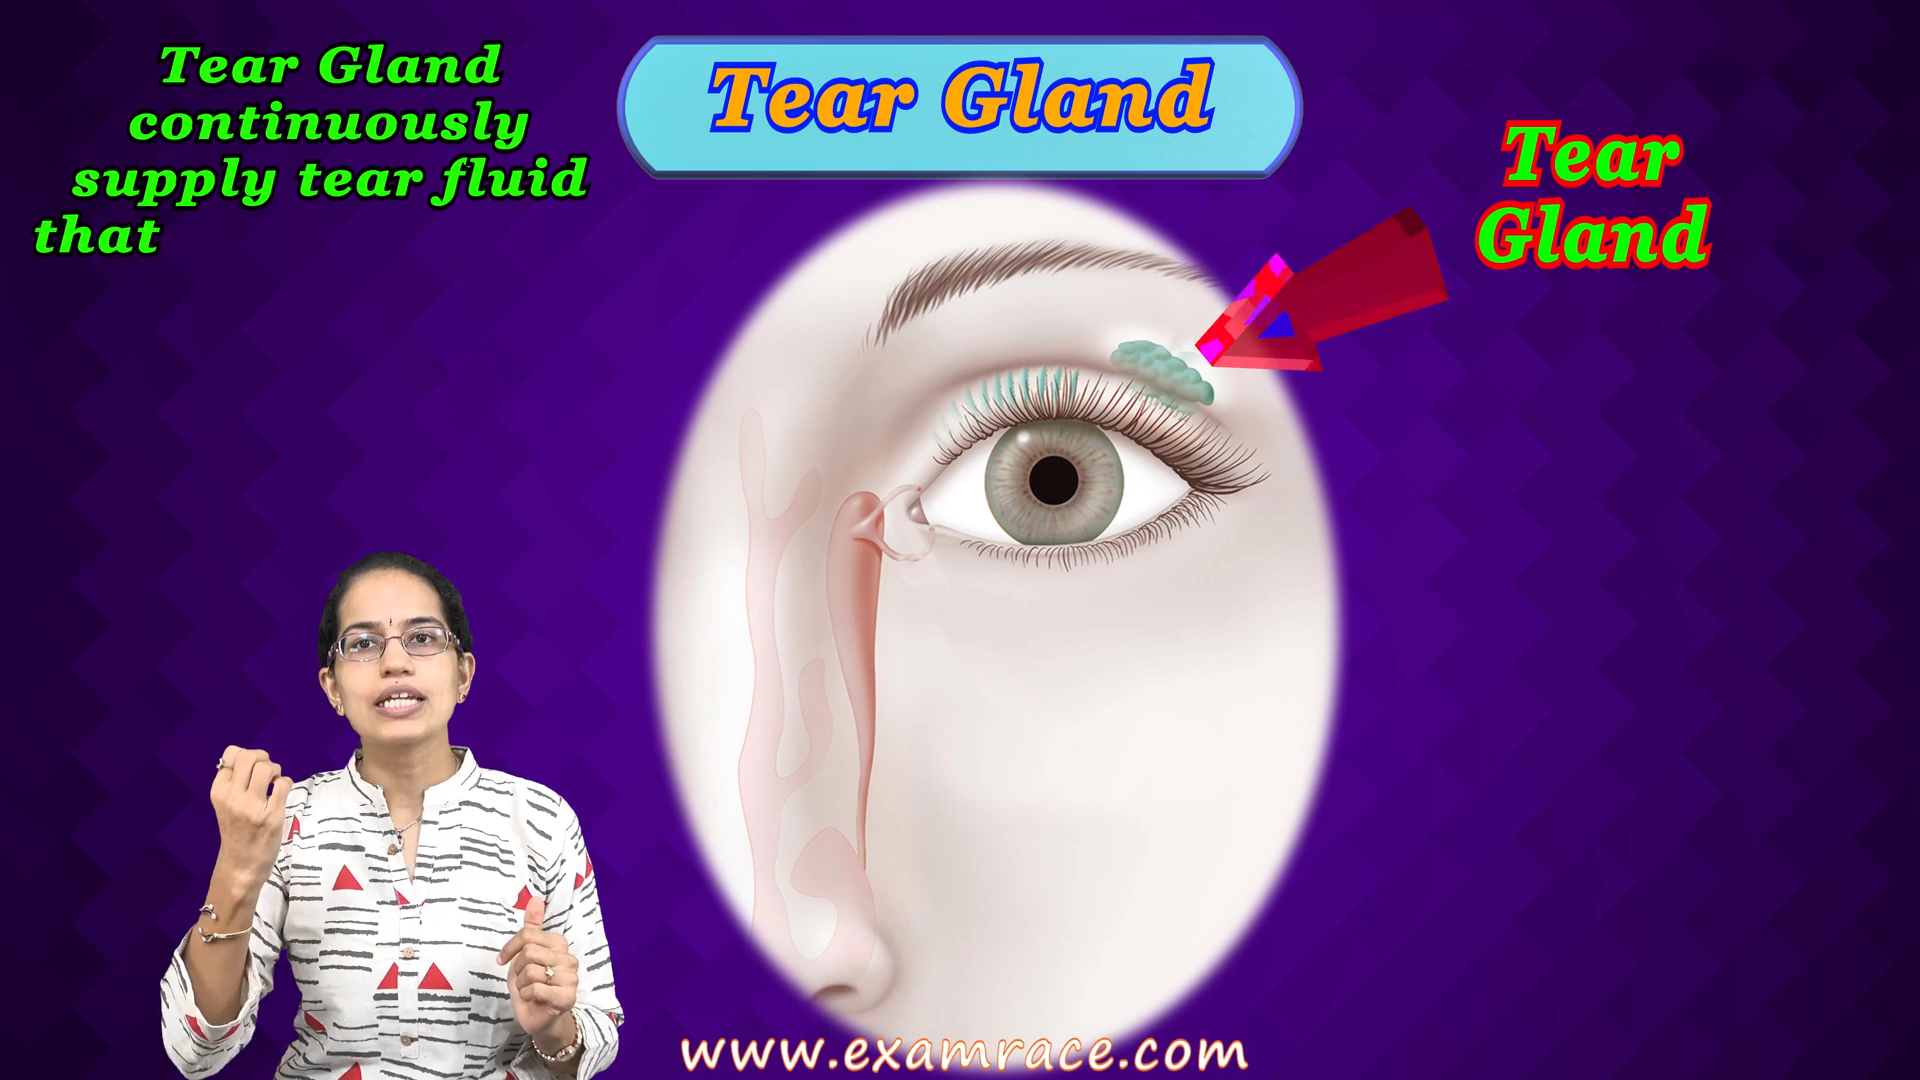 Tear Gland
continuously
supply tear fluid
that
Tear Gland
Tear
Gland
www.examrace.com